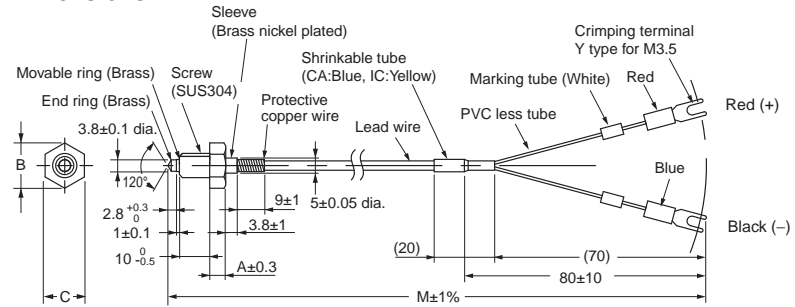 Sleeve
(Brass nickel plated)
Crimping terminal
Y type for M3.5
Shrinkable tube
(CA:Blue, IC:Yellow)
Movable ring (Brass)
Screw
(SUS304)
Marking tube (White)
Red
End ring (Brass)
Protective
copper wire
PVC less tube
Red (+)
3.8±0.1 dia.
Lead wire
B
120°
Blue
9±1
5±0.05 dia.
2.8 +0.3 0
1±0.1
3.8±1
Black (−)
10 0 -0.5
A±0.3
(20)
(70)
80±10
C
M±1%